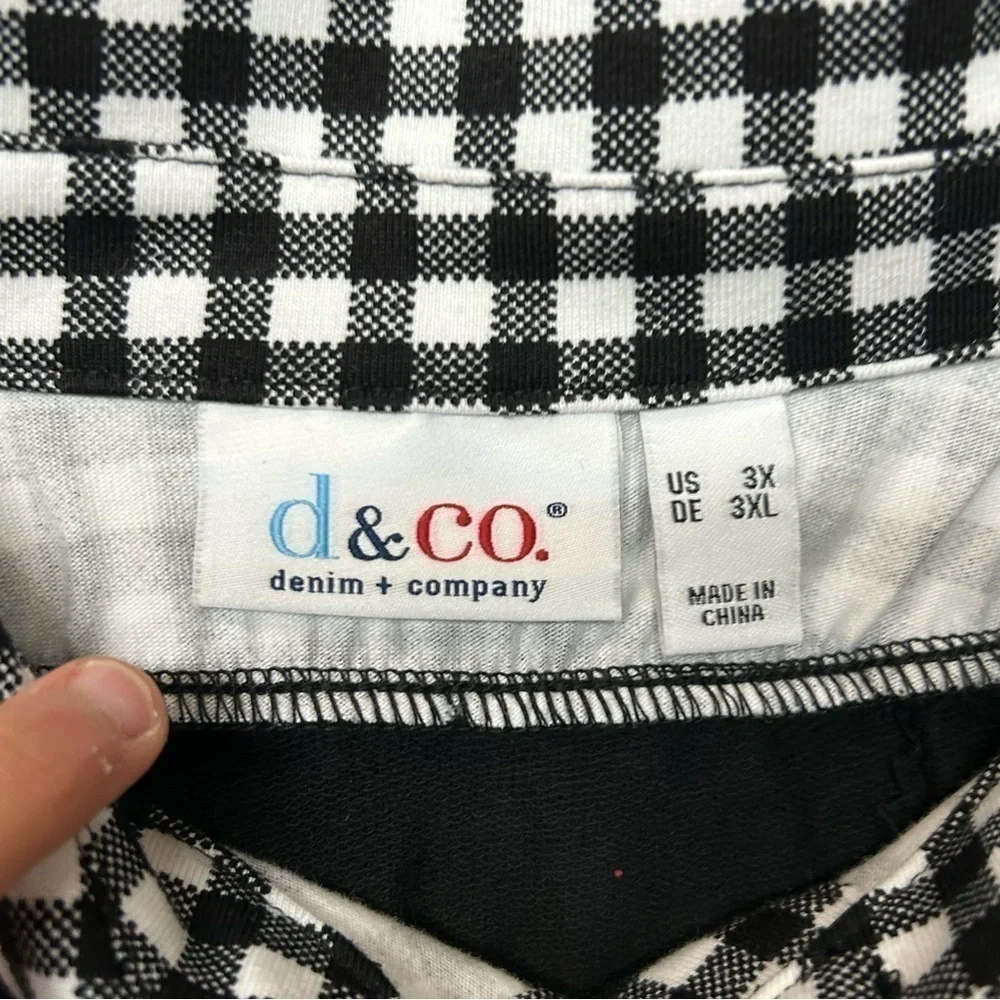 d&co.®
denim + company
US 3X
DE 3XL
MADE IN
CHINA